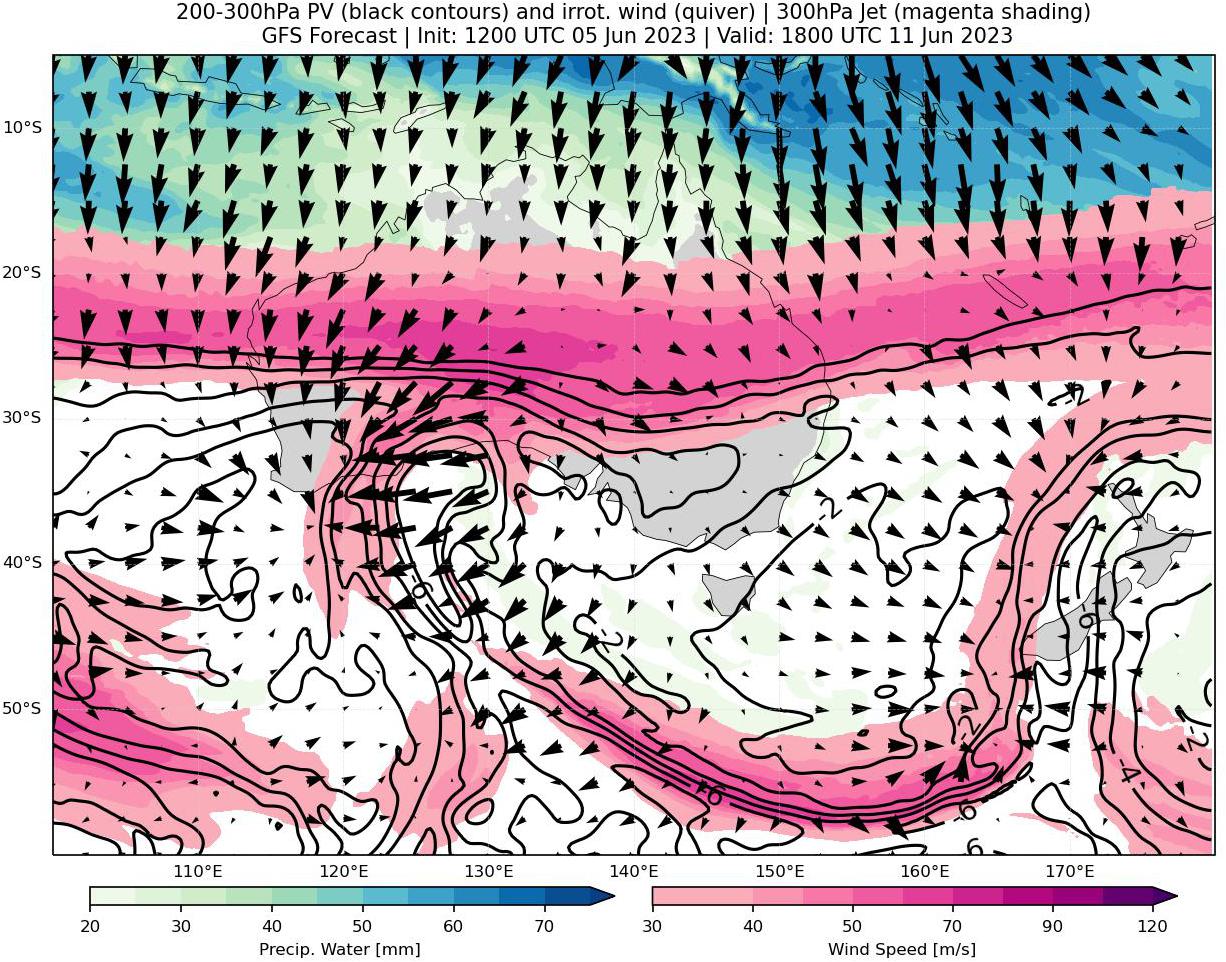 200-300hPa PV (black contours) and irrot. wind (quiver) | 300hPa Jet (magenta shading)
GFS Forecast | Init: 1200 UTC 05 Jun 2023 | Valid: 1800 UTC 11 Jun 2023
10°S
20°S
30°S
40°S
50°S
-2
-2
-6
-2
-6
-2
-2
-4
-6
-6
6
110°E 120°E 130°E 140°E 150°E 160°E 170°E
20 30 40 50 60 70
30 40 50 70 90 120
Precip. Water [mm]
Wind Speed [m/s]